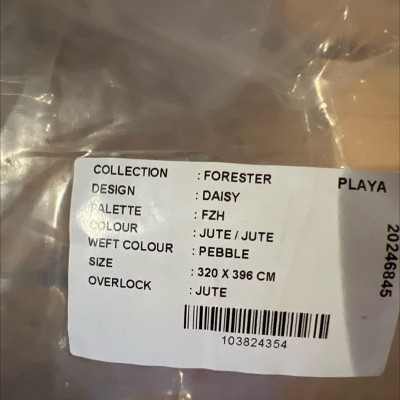 COLLECTION : FORESTER PLAYA
DESIGN : DAISY
PALETTE : FZH
COLOUR : JUTE / JUTE
WEFT COLOUR : PEBBLE
SIZE : 320 X 396 CM
OVERLOCK : JUTE
103824354
20246845